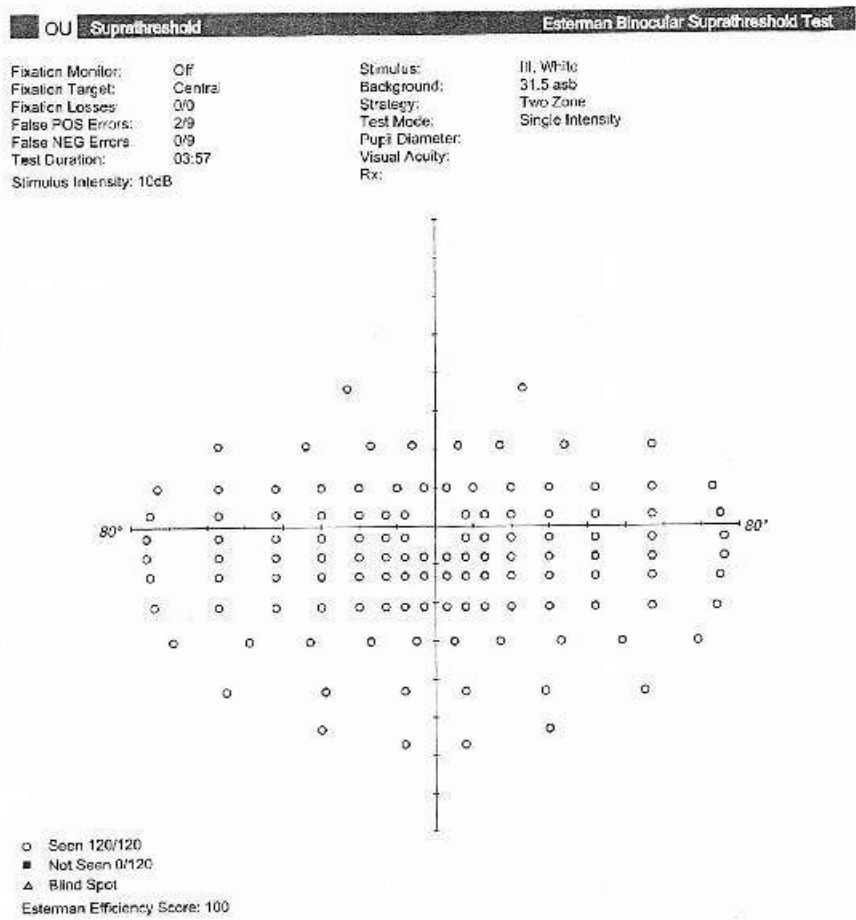 OU Suprathreshold Esterman Binocular Suprathreshold Test
Fixation Monitor: Off
Fixation Target: Central
Fixation Losses 0/0
False POS Errors: 2/9
False NEG Errors 0/9
Test Duration: 03:57
Stimulus Intensity: 10dB
Stimulus: III, White
Background: 31.5 asb
Strategy: Two Zone
Test Mode: Single Intensity
Pupil Diameter:
Visual Acuity:
Rx:
80° 80°
Seen 120/120
Not Seen 0/120
Blind Spot
Esterman Efficiency Score: 100